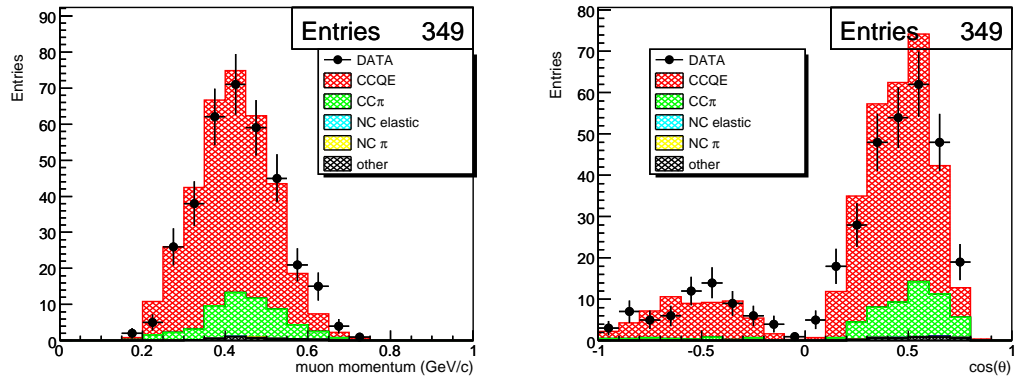 Entries 349
Entries
90
80
70
60
50
40
30
20
10
0
DATA
CCQE
CCπ
NC elastic
NC π
other
0 0.2 0.4 0.6 0.8 1
muon momentum (GeV/c)
Entries 349
Entries
80
70
60
50
40
30
20
10
0
DATA
CCQE
CCπ
NC elastic
NC π
other
-1 -0.5 0 0.5 1
cos(θ)